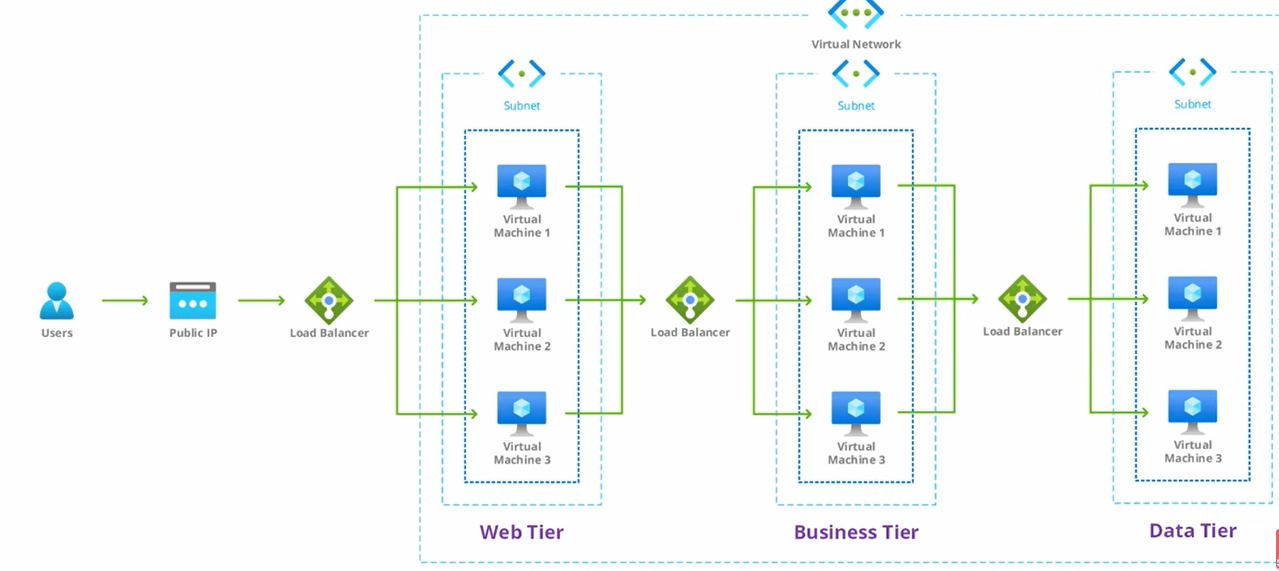 Virtual Network
Subnet
Subnet
Subnet
Virtual
Machine 1
Virtual
Machine 1
Virtual
Machine 1
Users
Public IP
Load Balancer
Virtual
Machine 2
Load Balancer
Virtual
Machine 2
Load Balancer
Virtual
Machine 2
Virtual
Machine 3
Virtual
Machine 3
Virtual
Machine 3
Web Tier
Business Tier
Data Tier